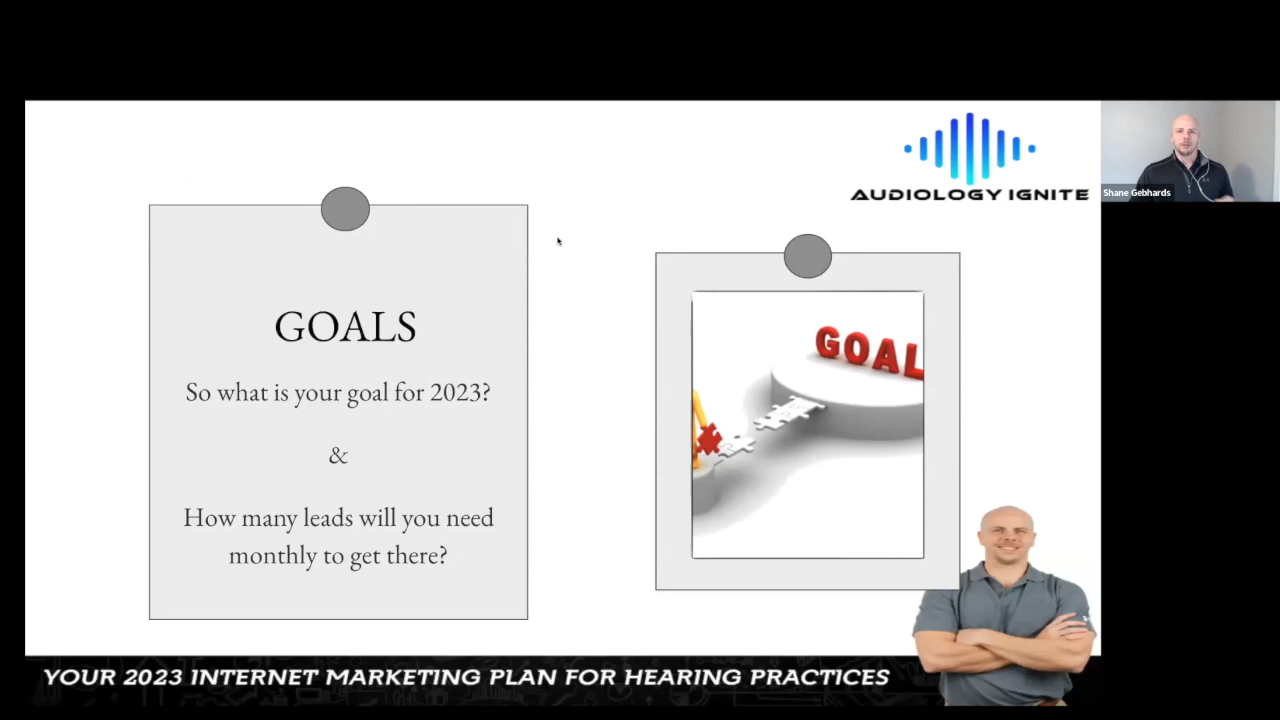 AUDIOLOGY IGNITE
Shane Gebhards
GOALS
So what is your goal for 2023?
&
How many leads will you need
monthly to get there?
GOAL
YOUR 2023 INTERNET MARKETING PLAN FOR HEARING PRACTICES